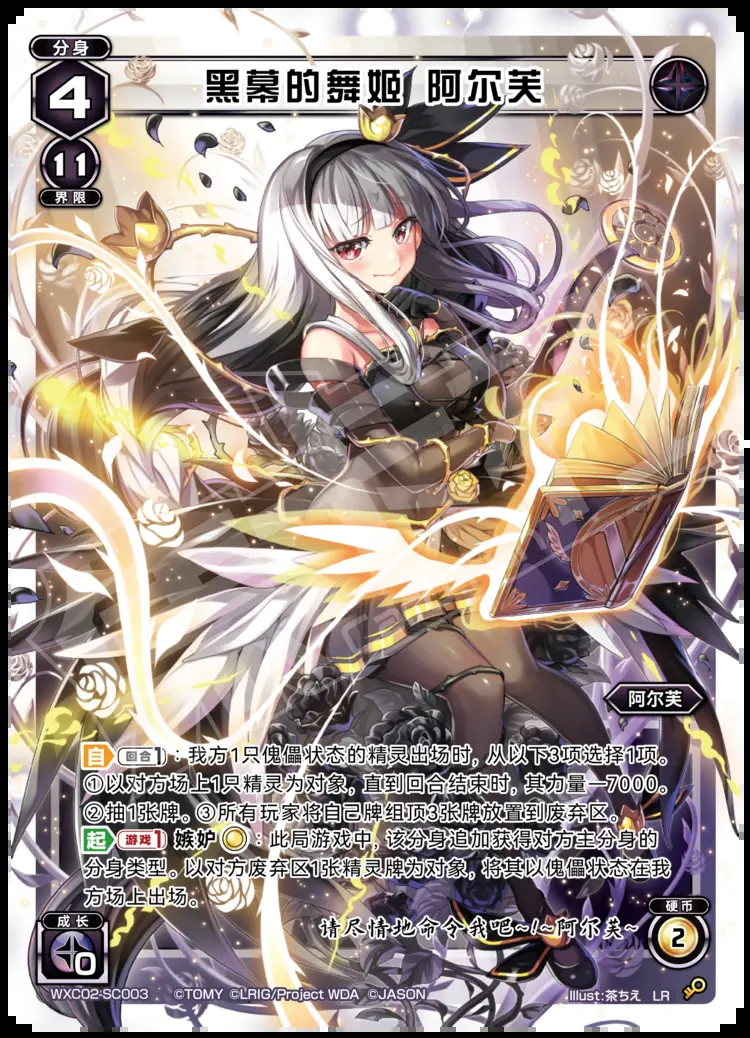 分身
4
黑幕的舞姬 阿尔芙
11
界限
阿尔芙
自 回合1：我方1只傀儡状态的精灵出场时，从以下3项选择1项。
①以对方场上1只精灵为对象，直到回合结束时，其力量－7000。
②抽1张牌。③所有玩家将自己牌组顶3张牌放置到废弃区。
起 游戏1 嫉妒：此局游戏中，该分身追加获得对方主分身的
分身类型。以对方废弃区1张精灵牌为对象，将其以傀儡状态在我
方场上出场。
请尽情地命令我吧~!~阿尔芙~
成长
0
硬币
2
WXC02-SC003 ©TOMY ©LRIG/Project WDA ©JASON Illust:茶ちえ LR